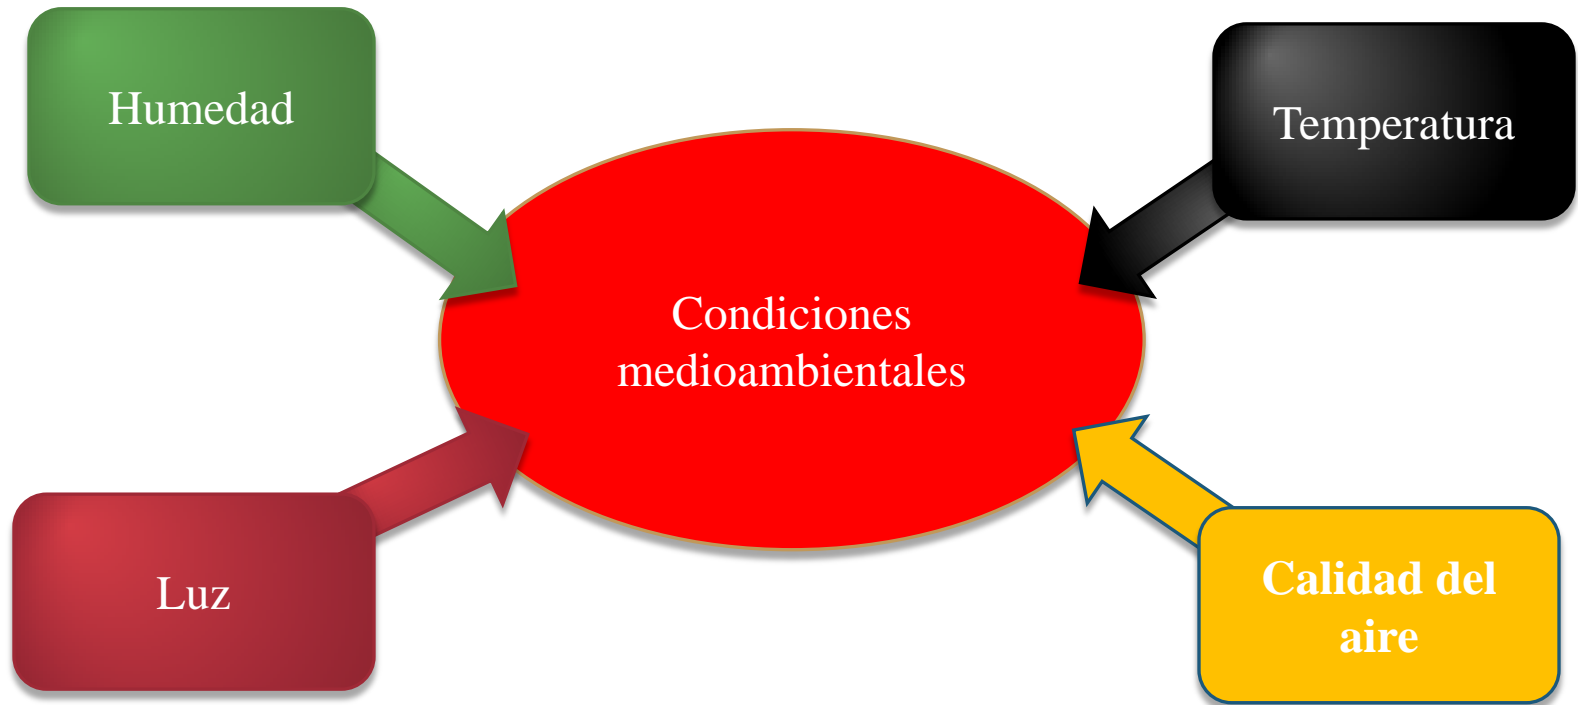 Humedad
Temperatura
Condiciones
medioambientales
Luz
Calidad del
aire